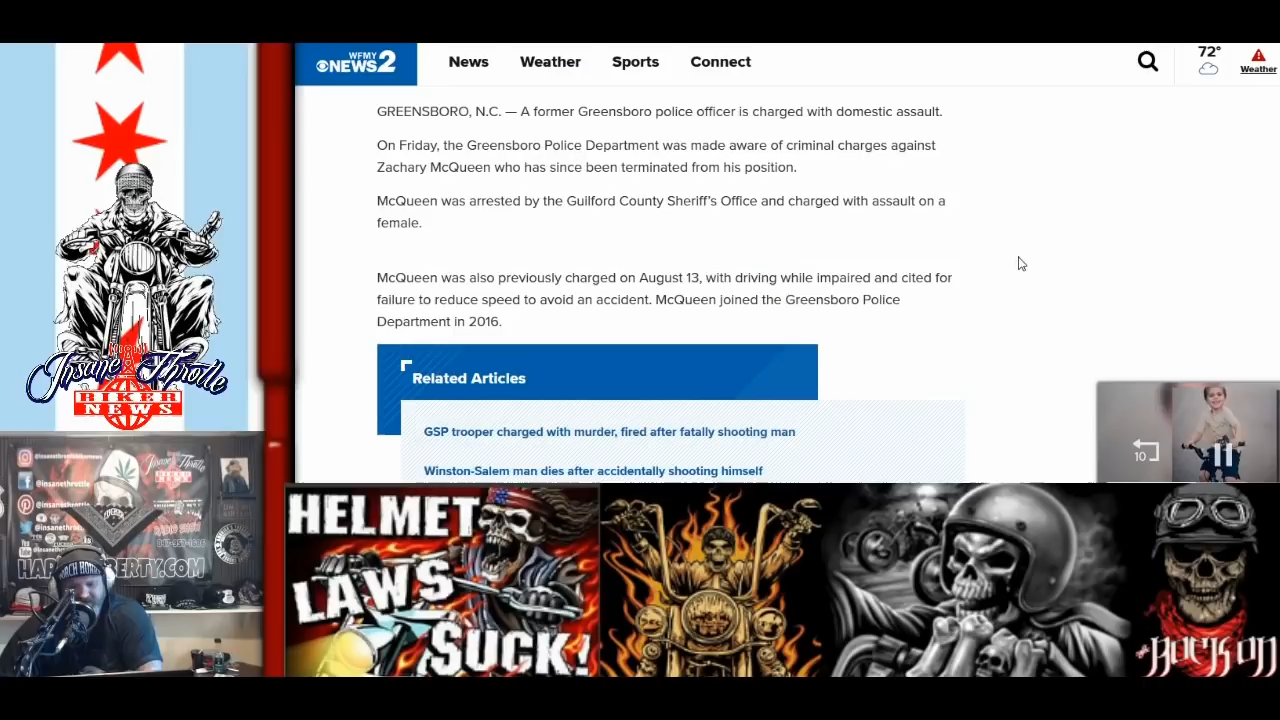 WFMY
NEWS 2
News
Weather
Sports
Connect
72°
Weather
GREENSBORO, N.C. — A former Greensboro police officer is charged with domestic assault.
On Friday, the Greensboro Police Department was made aware of criminal charges against
Zachary McQueen who has since been terminated from his position.
McQueen was arrested by the Guilford County Sheriff's Office and charged with assault on a
female.
McQueen was also previously charged on August 13, with driving while impaired and cited for
failure to reduce speed to avoid an accident. McQueen joined the Greensboro Police
Department in 2016.
Related Articles
GSP trooper charged with murder, fired after fatally shooting man
Winston-Salem man dies after accidentally shooting himself
10
Insane Throttle
BIKER
NEWS
@insanethrottle
HELMET
LAWS
SUCK!
ROCK ON